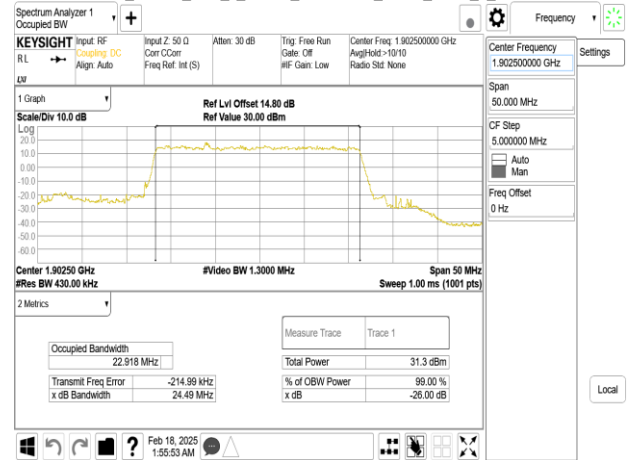 Spectrum Analyzer 1
Occupied BW
Frequency
KEYSIGHT
Input: RF
Coupling: DC
Align: Auto
Input Z: 50 Ω
Corr CCorr
Freq Ref: Int (S)
Atten: 30 dB
Trig: Free Run
Gate: Off
#IF Gain: Low
Center Freq: 1.902500000 GHz
Avg|Hold:>10/10
Radio Std: None
RL
LXI
Center Frequency
1.902500000 GHz
Settings
Span
50.000 MHz
CF Step
5.000000 MHz
Auto
Man
Freq Offset
0 Hz
Local
1 Graph
Scale/Div 10.0 dB
Ref Lvl Offset 14.80 dB
Ref Value 30.00 dBm
Log
20.0
10.0
0.00
-10.0
-20.0
-30.0
-40.0
-50.0
-60.0
Center 1.90250 GHz
#Video BW 1.3000 MHz
Span 50 MHz
#Res BW 430.00 kHz
Sweep 1.00 ms (1001 pts)
2 Metrics
Measure Trace
Trace 1
Occupied Bandwidth
22.918 MHz
Total Power
31.3 dBm
Transmit Freq Error
-214.99 kHz
% of OBW Power
99.00 %
x dB Bandwidth
24.49 MHz
x dB
-26.00 dB
Feb 18, 2025
1:55:53 AM